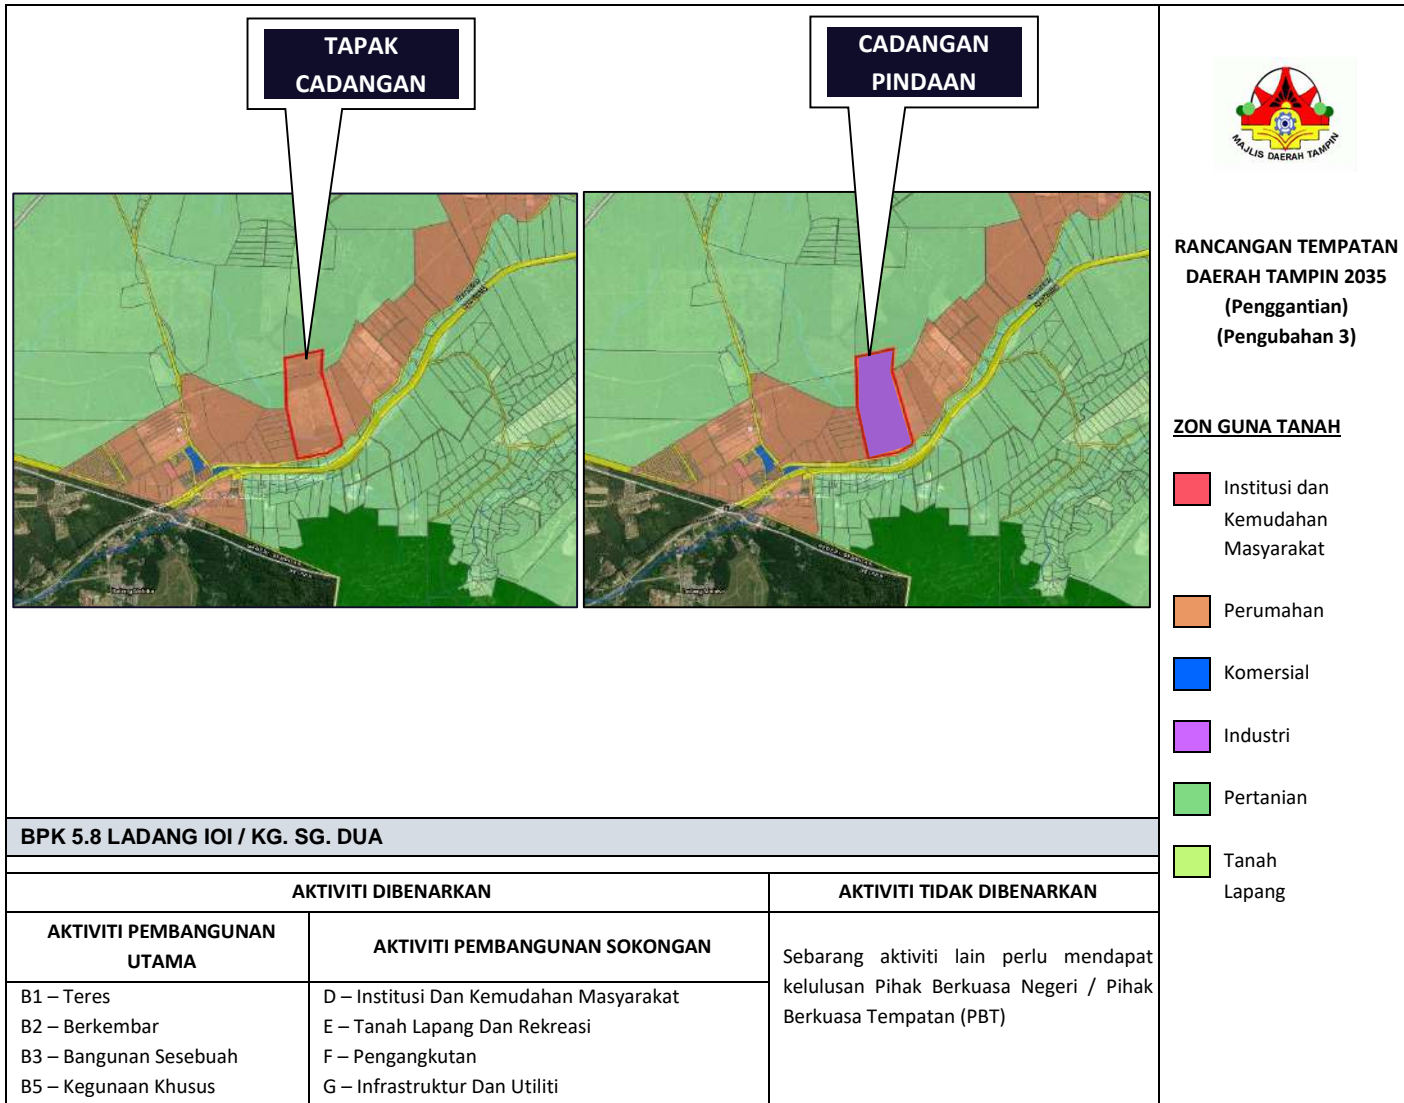 TAPAK
CADANGAN
CADANGAN
PINDAAN
MAJLIS DAERAH TAMPIN
RANCANGAN TEMPATAN
DAERAH TAMPIN 2035
(Penggantian)
(Pengubahan 3)
ZON GUNA TANAH
Institusi dan
Kemudahan
Masyarakat
Perumahan
Komersial
Industri
Pertanian
Tanah
Lapang
BPK 5.8 LADANG IOI / KG. SG. DUA
AKTIVITI DIBENARKAN
AKTIVITI TIDAK DIBENARKAN
AKTIVITI PEMBANGUNAN
UTAMA
AKTIVITI PEMBANGUNAN SOKONGAN
Sebarang aktiviti lain perlu mendapat
kelulusan Pihak Berkuasa Negeri / Pihak
Berkuasa Tempatan (PBT)
B1 – Teres
B2 – Berkembar
B3 – Bangunan Sesebuah
B5 – Kegunaan Khusus
D – Institusi Dan Kemudahan Masyarakat
E – Tanah Lapang Dan Rekreasi
F – Pengangkutan
G – Infrastruktur Dan Utiliti